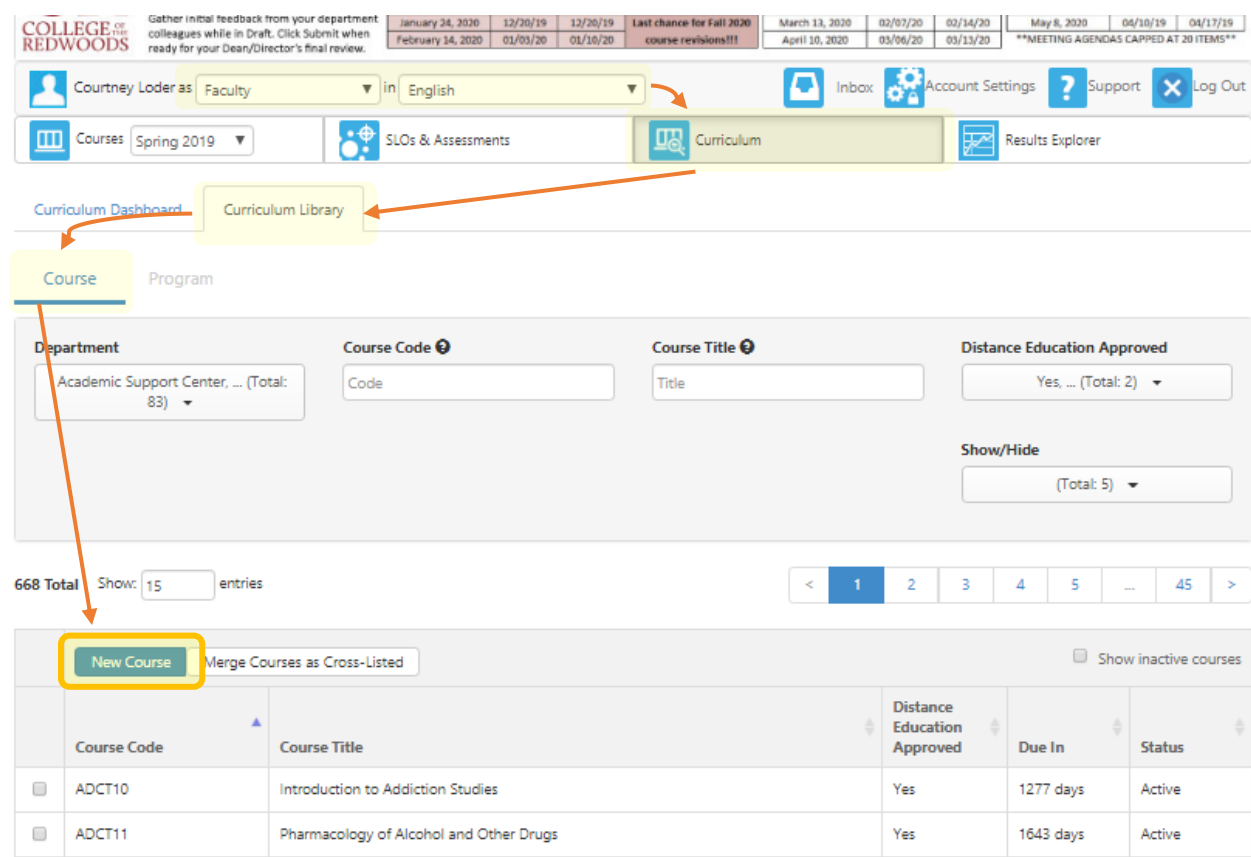 COLLEGE OF THE
REDWOODS
Gather initial feedback from your department
colleagues while in Draft. Click Submit when
ready for your Dean/Director's final review.
January 24, 2020 12/20/19 12/20/19 Last chance for Fall 2020 March 13, 2020 02/07/20 02/14/20 May 8, 2020 04/10/19 04/17/19
February 14, 2020 01/03/20 01/10/20 course revisions!!! April 10, 2020 03/06/20 03/13/20 **MEETING AGENDAS CAPPED AT 20 ITEMS**
Courtney Loder as Faculty in English Inbox Account Settings Support Log Out
Courses Spring 2019 SLOs & Assessments Curriculum Results Explorer
Curriculum Dashboard Curriculum Library
Course Program
Department Course Code Course Title Distance Education Approved
Academic Support Center, ... (Total: 83) Code Title Yes, ... (Total: 2)
Show/Hide
(Total: 5)
668 Total Show: 15 entries < 1 2 3 4 5 ... 45 >
New Course Merge Courses as Cross-Listed Show inactive courses
Course Code Course Title Distance Education Approved Due In Status
ADCT10 Introduction to Addiction Studies Yes 1277 days Active
ADCT11 Pharmacology of Alcohol and Other Drugs Yes 1643 days Active